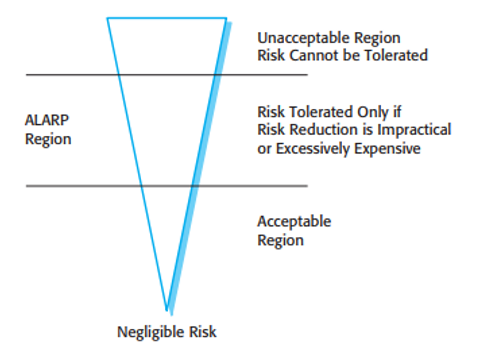 Unacceptable Region
Risk Cannot be Tolerated
ALARP
Region
Risk Tolerated Only if
Risk Reduction is Impractical
or Excessively Expensive
Acceptable
Region
Negligible Risk